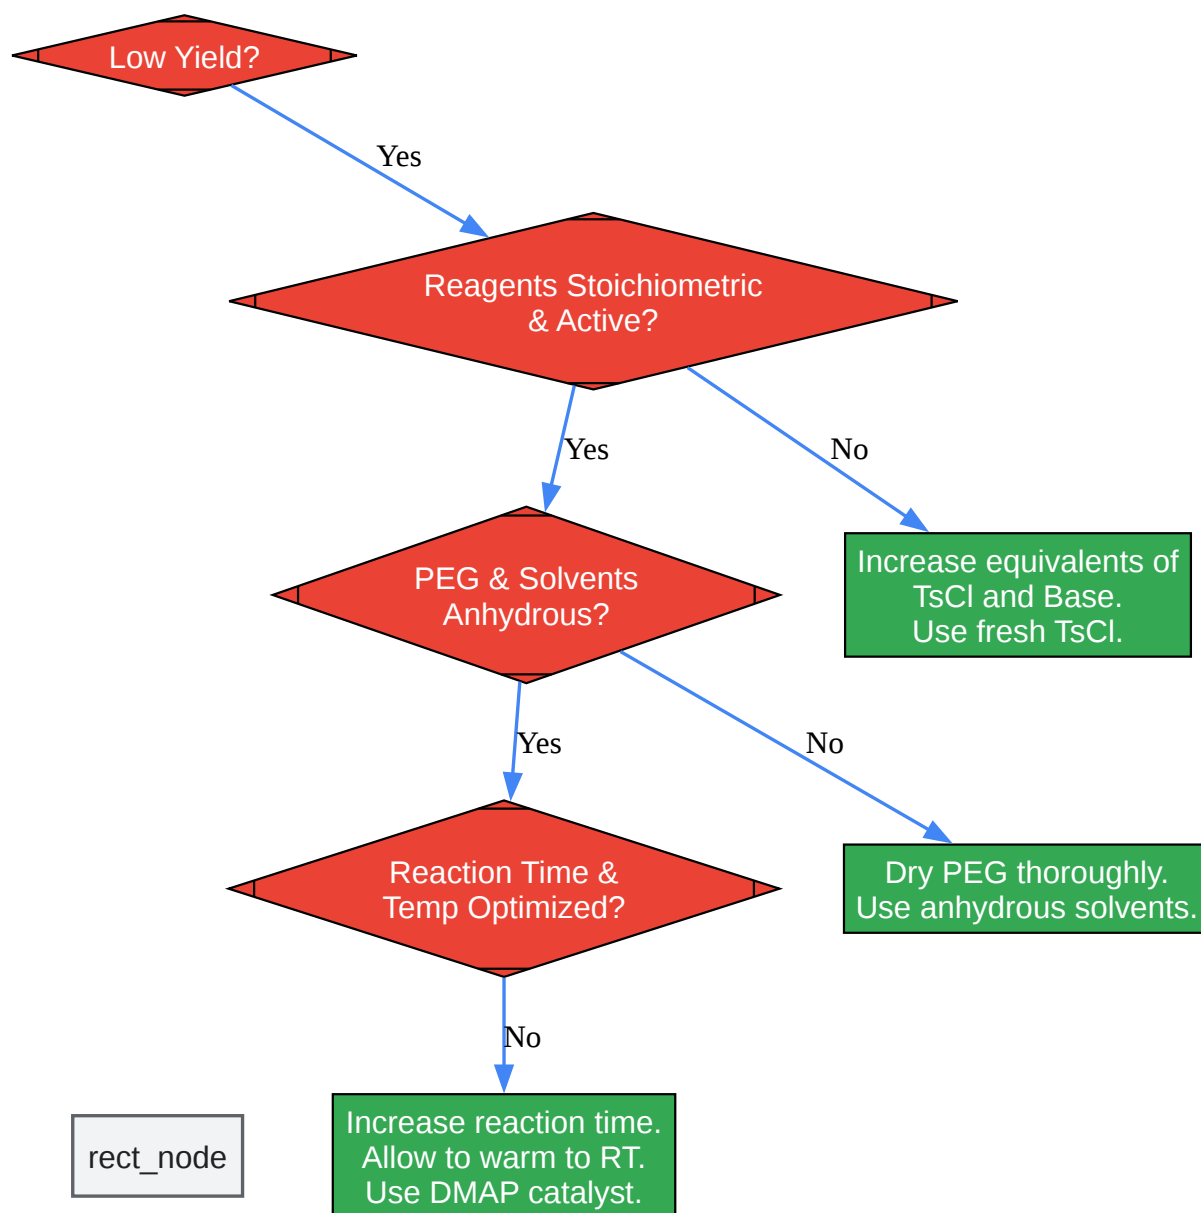 Low Yield?
Yes
Reagents Stoichiometric
& Active?
Yes
No
PEG & Solvents
Anhydrous?
Increase equivalents of
TsCl and Base.
Use fresh TsCl.
Yes
No
Reaction Time &
Temp Optimized?
Dry PEG thoroughly.
Use anhydrous solvents.
No
rect_node
Increase reaction time.
Allow to warm to RT.
Use DMAP catalyst.